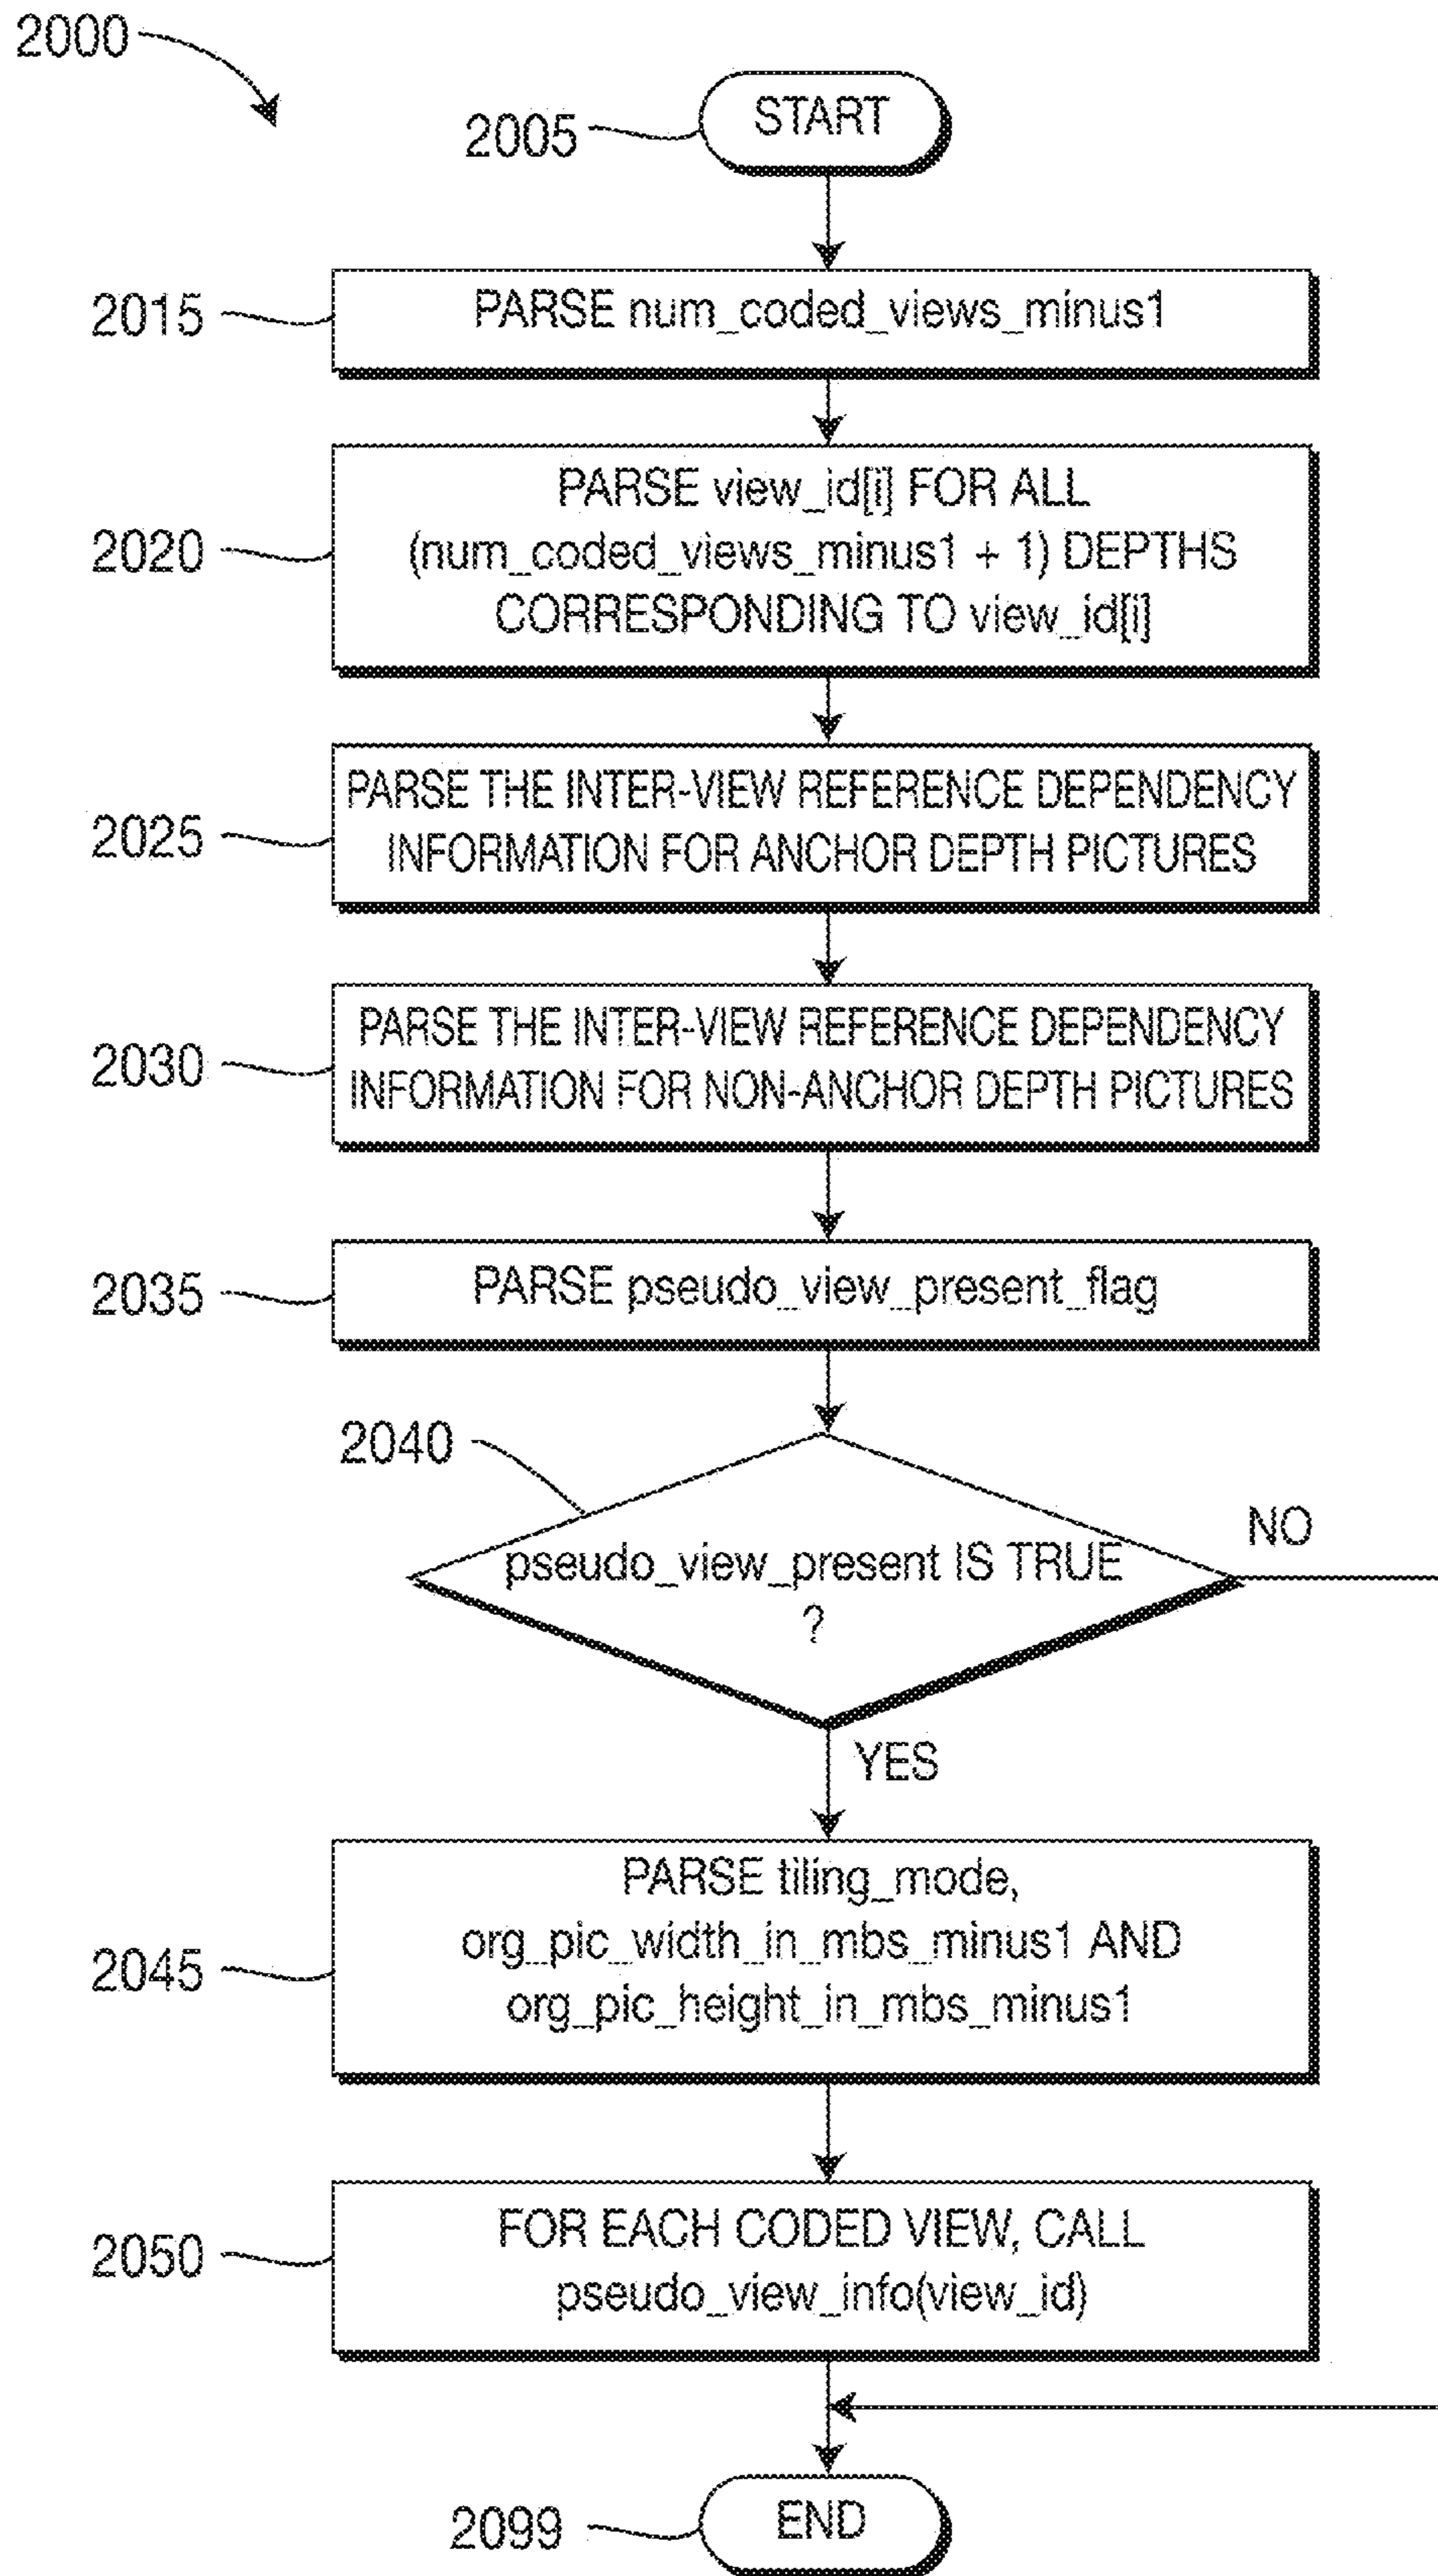 2000
2005
START
2015
PARSE num_coded_views_minus1
2020
PARSE view_id[i] FOR ALL
(num_coded_views_minus1 + 1) DEPTHS
CORRESPONDING TO view_id[i]
2025
PARSE THE INTER-VIEW REFERENCE DEPENDENCY
INFORMATION FOR ANCHOR DEPTH PICTURES
2030
PARSE THE INTER-VIEW REFERENCE DEPENDENCY
INFORMATION FOR NON-ANCHOR DEPTH PICTURES
2035
PARSE pseudo_view_present_flag
2040
pseudo_view_present IS TRUE
?
NO
YES
2045
PARSE tiling_mode,
org_pic_width_in_mbs_minus1 AND
org_pic_height_in_mbs_minus1
2050
FOR EACH CODED VIEW, CALL
pseudo_view_info(view_id)
2099
END